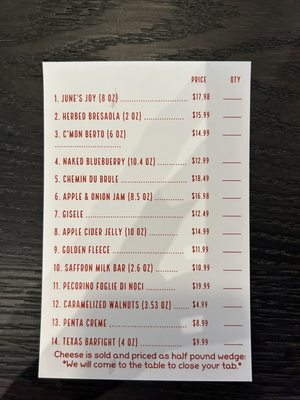 PRICE QTY
1. JUNE'S JOY (8 OZ) $17.98
2. HERBED BRESAOLA (2 OZ) $15.99
3. C'MON BERTO (6 OZ) $14.99
4. NAKED BLUEBUERRY (10.4 OZ) $12.99
5. CHEMIN DU BRULE $18.49
6. APPLE & ONION JAM (8.5 OZ) $16.98
7. GISELE $12.49
8. APPLE CIDER JELLY (10 OZ) $14.99
9. GOLDEN FLEECE $11.99
10. SAFFRON MILK BAR (2.6 OZ) $10.99
11. PECORINO FOGLIE DI NOCI $19.99
12. CARAMELIZED WALNUTS (3.53 OZ) $4.99
13. PENTA CREME $8.99
14. TEXAS BARFIGHT (4 OZ) $9.99
Cheese is sold and priced as half pound wedge:
*We will come to the table to close your tab.*